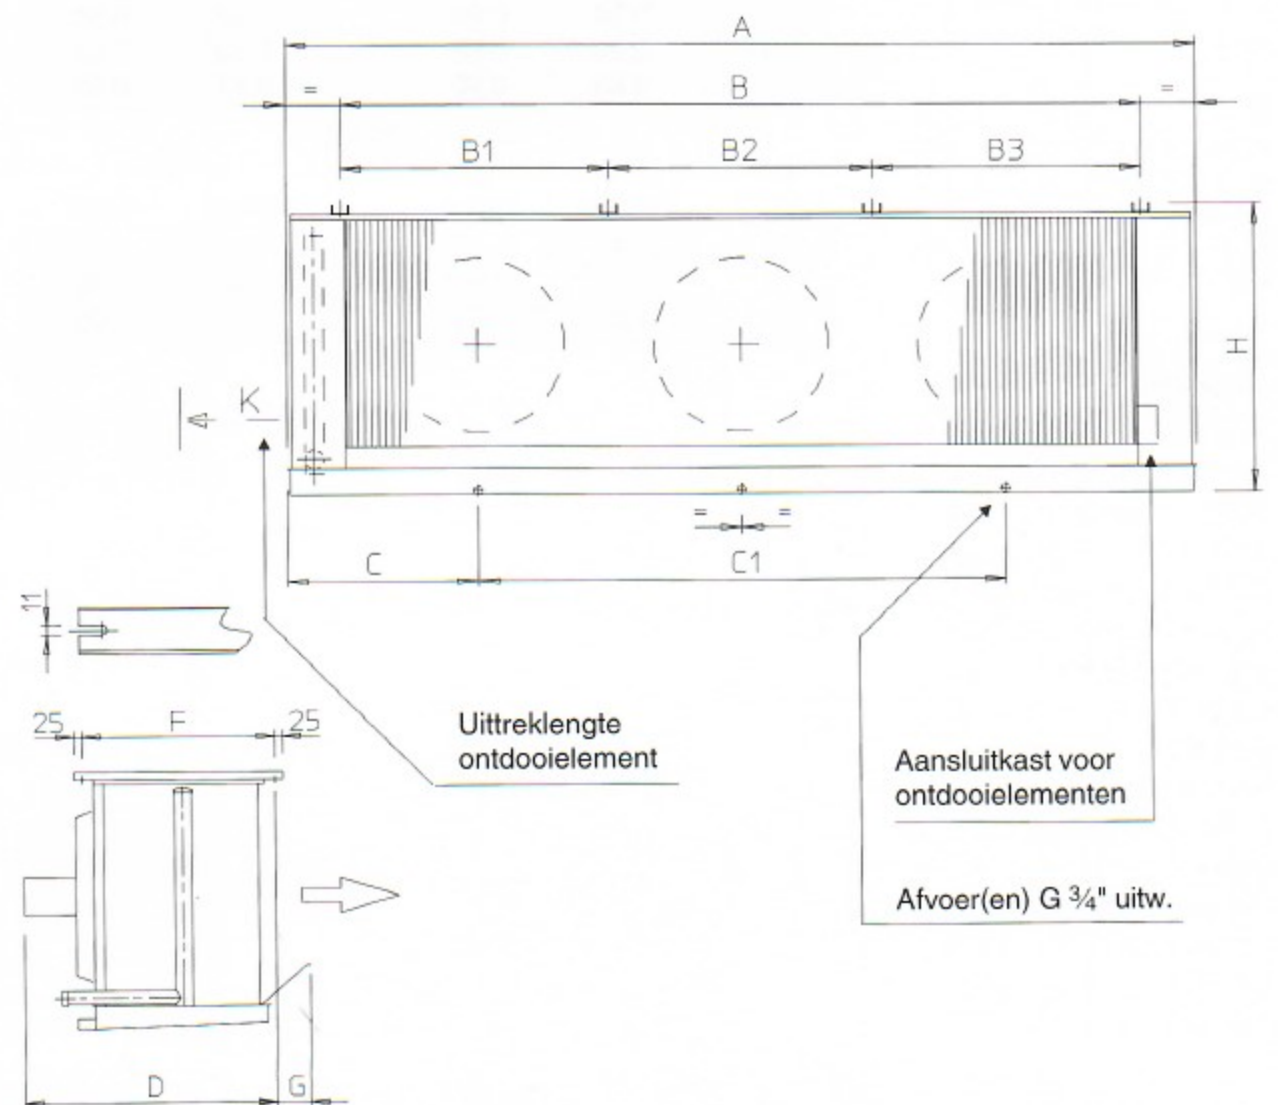 A
= B =
B1 B2 B3
K
H
= =
C C1
11
25 F 25
Uittreklengte
ontdooielement
Aansluitkast voor
ontdooielementen
Afvoer(en) G ¾" uitw.
D G